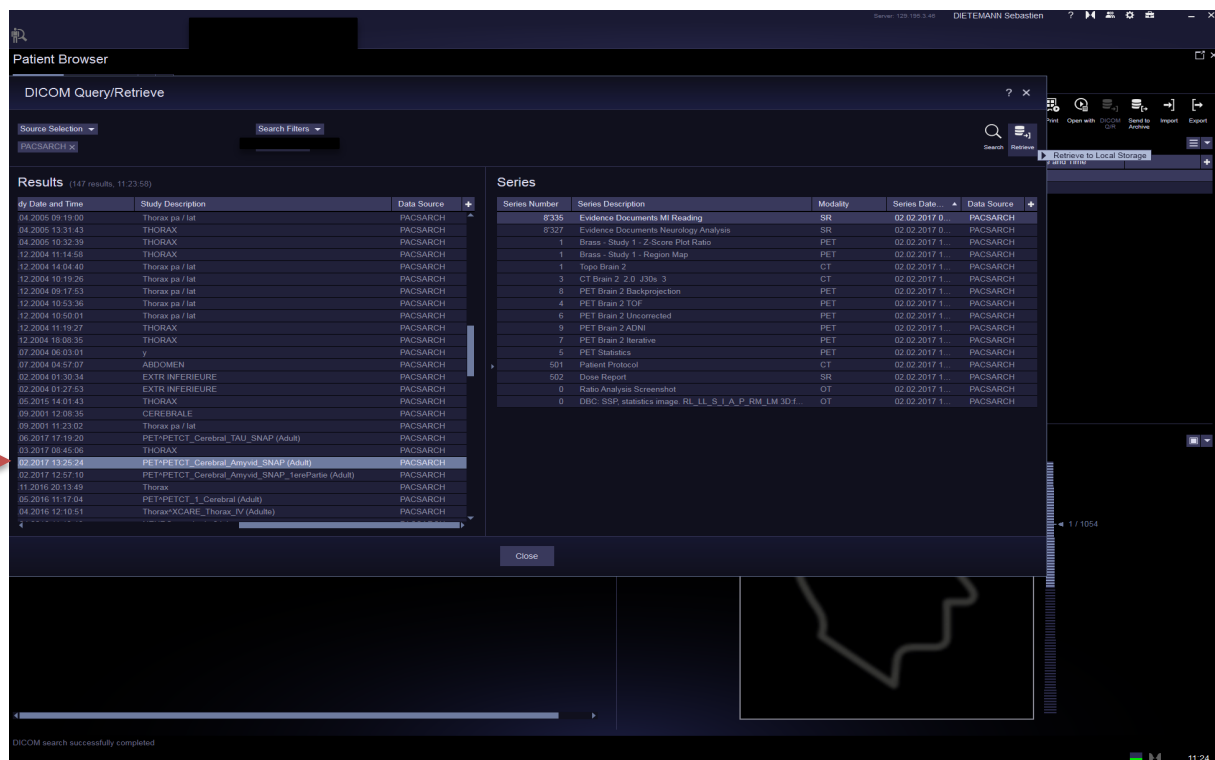 Server: 129.195.3.46 DIETEMANN Sebastien ?
Patient Browser
DICOM Query/Retrieve ?
Print Open with DICOM Q/R Send to Archive Import Export
Source Selection Search Filters
PACSARCH x
Search Retrieve
Retrieve to Local Storage
and Time +
Results (147 results, 11:23:58) Series
dy Date and Time Study Description Data Source +
.04.2005 09:19:00 Thorax pa / lat PACSARCH
.04.2005 13:31:43 THORAX PACSARCH
.04.2005 10:32:39 THORAX PACSARCH
.12.2004 11:14:58 THORAX PACSARCH
.12.2004 14:04:40 Thorax pa / lat PACSARCH
.12.2004 10:19:26 Thorax pa / lat PACSARCH
.12.2004 09:17:53 Thorax pa / lat PACSARCH
.12.2004 10:53:36 Thorax pa / lat PACSARCH
.12.2004 10:50:01 Thorax pa / lat PACSARCH
.12.2004 11:19:27 THORAX PACSARCH
.12.2004 18:08:35 THORAX PACSARCH
.07.2004 06:03:01 y PACSARCH
.07.2004 04:57:07 ABDOMEN PACSARCH
.02.2004 01:30:34 EXTR INFERIEURE PACSARCH
.02.2004 01:27:53 EXTR INFERIEURE PACSARCH
.05.2015 14:01:43 THORAX PACSARCH
.09.2001 12:08:35 CEREBRALE PACSARCH
.09.2001 11:23:02 Thorax pa / lat PACSARCH
.06.2017 17:19:20 PET^PETCT_Cerebral_TAU_SNAP (Adult) PACSARCH
.03.2017 08:45:06 THORAX PACSARCH
.02.2017 13:25:24 PET^PETCT_Cerebral_Amyvid_SNAP (Adult) PACSARCH
.02.2017 12:57:10 PET^PETCT_Cerebral_Amyvid_SNAP_1erePartie (Adult) PACSARCH
.11.2016 20:13:49 Thorax PACSARCH
.05.2016 11:17:04 PET^PETCT_1_Cerebral (Adult) PACSARCH
.04.2016 12:10:51 Thorax^XCARE_Thorax_IV (Adulte) PACSARCH
Series Number Series Description Modality Series Date... Data Source +
8'335 Evidence Documents MI Reading SR 02.02.2017 0... PACSARCH
8'327 Evidence Documents Neurology Analysis SR 02.02.2017 0... PACSARCH
1 Brass - Study 1 - Z-Score Plot Ratio PET 02.02.2017 1... PACSARCH
1 Brass - Study 1 - Region Map PET 02.02.2017 1... PACSARCH
1 Topo Brain 2 CT 02.02.2017 1... PACSARCH
3 CT Brain 2 2.0 J30s 3 CT 02.02.2017 1... PACSARCH
8 PET Brain 2 Backprojection PET 02.02.2017 1... PACSARCH
4 PET Brain 2 TOF PET 02.02.2017 1... PACSARCH
6 PET Brain 2 Uncorrected PET 02.02.2017 1... PACSARCH
9 PET Brain 2 ADNI PET 02.02.2017 1... PACSARCH
7 PET Brain 2 Iterative PET 02.02.2017 1... PACSARCH
5 PET Statistics PET 02.02.2017 1... PACSARCH
501 Patient Protocol CT 02.02.2017 1... PACSARCH
502 Dose Report SR 02.02.2017 1... PACSARCH
0 Ratio Analysis Screenshot OT 02.02.2017 1... PACSARCH
0 DBC: SSP, statistics image. RL_LL_S_I_A_P_RM_LM 3D:f... OT 02.02.2017 1... PACSARCH
1 / 1054
Close
DICOM search successfully completed
11:24